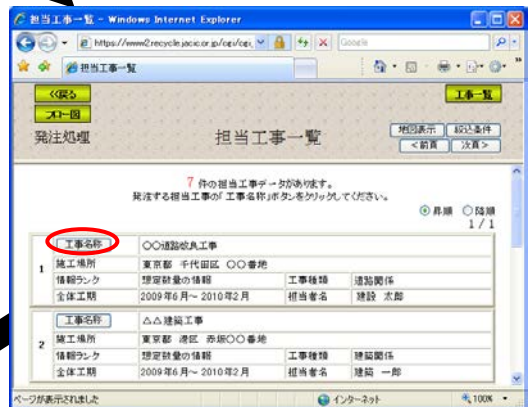 担当工事一覧 - Windows Internet Explorer
https://www2.recycle.jacic.or.jp/
Google
担当工事一覧
<<戻る
工事一覧
フロー図
発注処理
担当工事一覧
地図表示 絞込条件
<前頁 次頁>
7 件の担当工事データがあります。
発注する担当工事の「工事名称」ボタンをクリックしてください。
昇順 降順
1 / 1
工事名称 〇〇道路改良工事
1
施工場所 東京都 千代田区 〇〇番地
情報ランク 想定数量の情報 工事種類 道路関係
全体工期 2009年6月～2010年2月 担当者名 建設 太郎
工事名称 △△建築工事
2
施工場所 東京都 港区 赤坂〇〇番地
情報ランク 想定数量の情報 工事種類 建築関係
全体工期 2009年6月～2010年2月 担当者名 建築 一郎
ページが表示されました
インターネット
100%